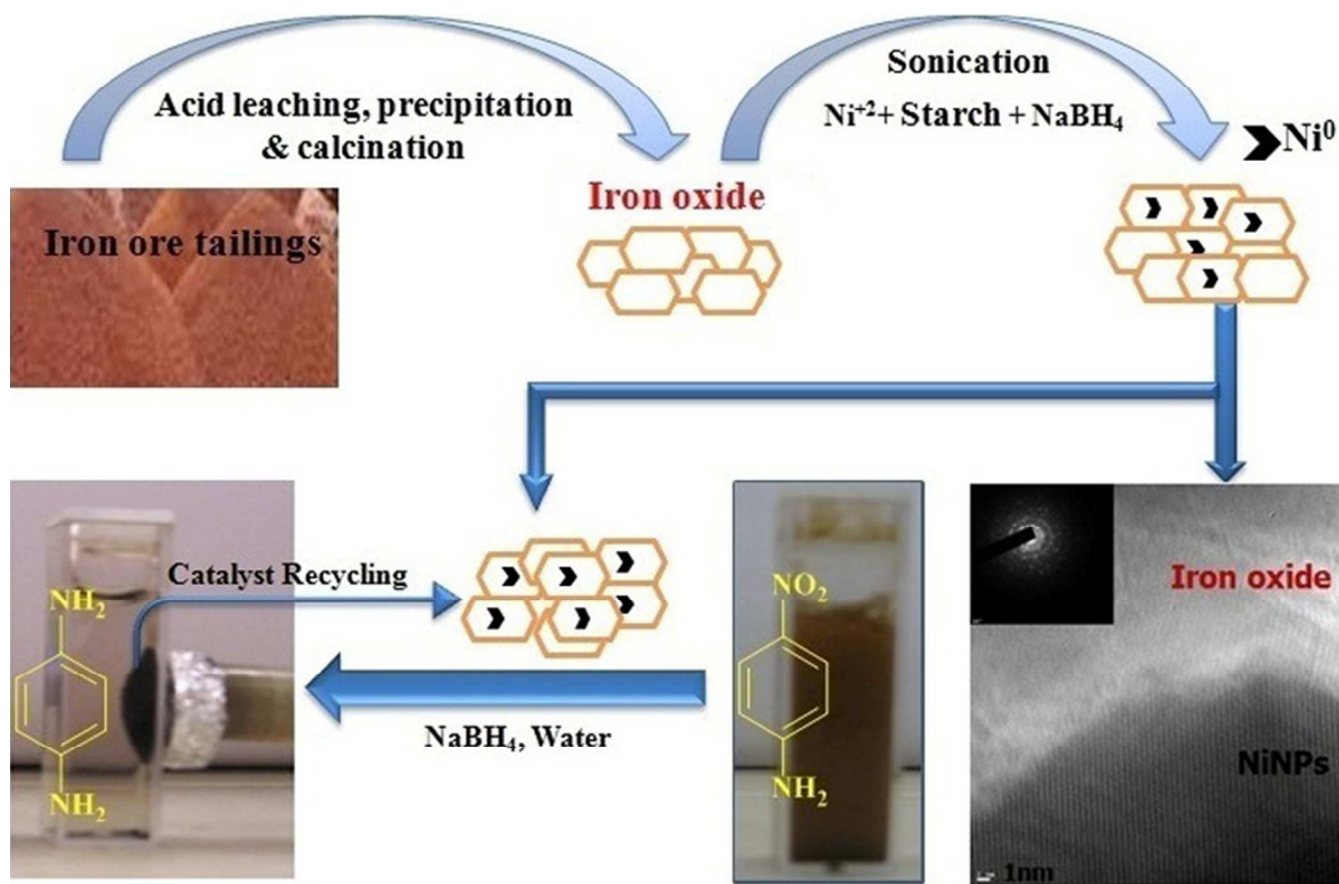 Acid leaching, precipitation
& calcination
Sonication
Ni⁺² + Starch + NaBH₄
Ni⁰
Iron ore tailings
Iron oxide
Catalyst Recycling
NH₂
NH₂
NaBH₄, Water
NO₂
NH₂
Iron oxide
NiNPs
1nm